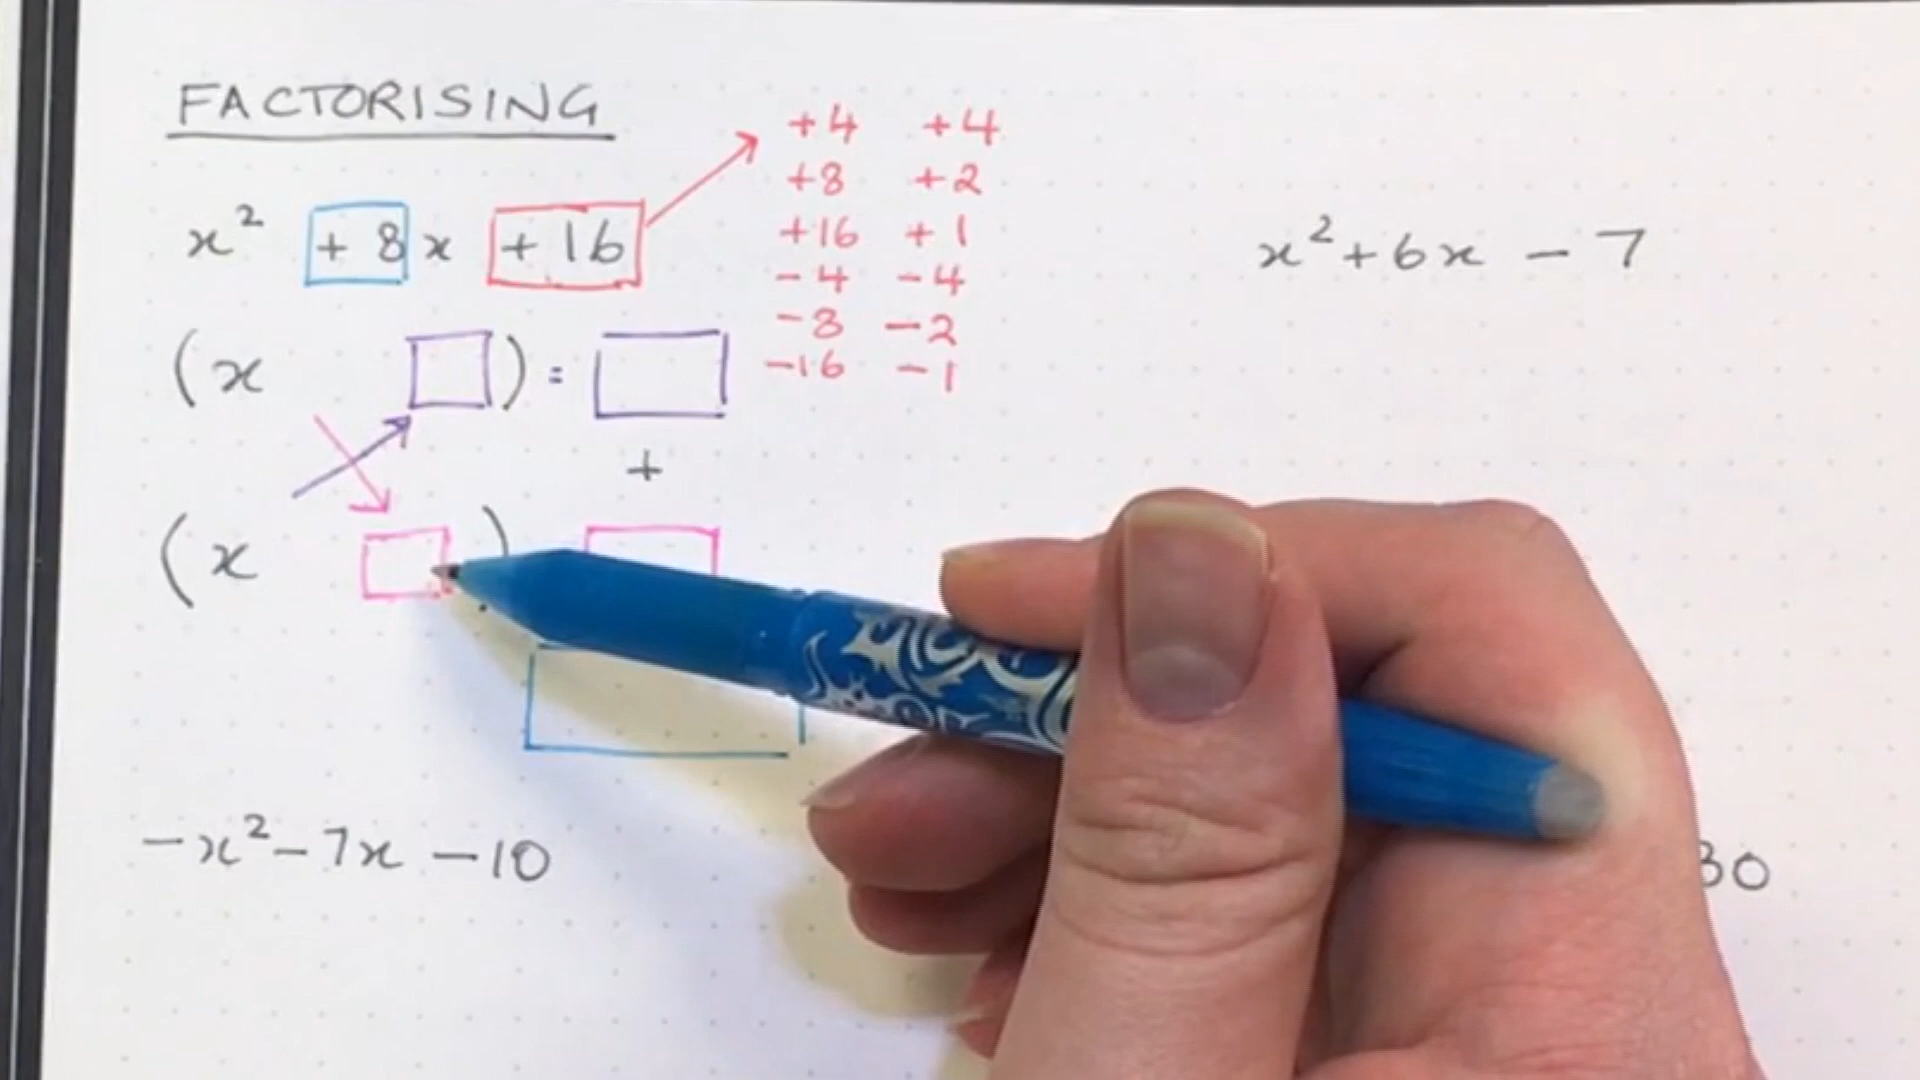 FACTORISING
x² + 8x + 16
+4 +4
+8 +2
+16 +1
-4 -4
-8 -2
-16 -1
(x ) =
+
(x )
-x² - 7x - 10
x² + 6x - 7
30